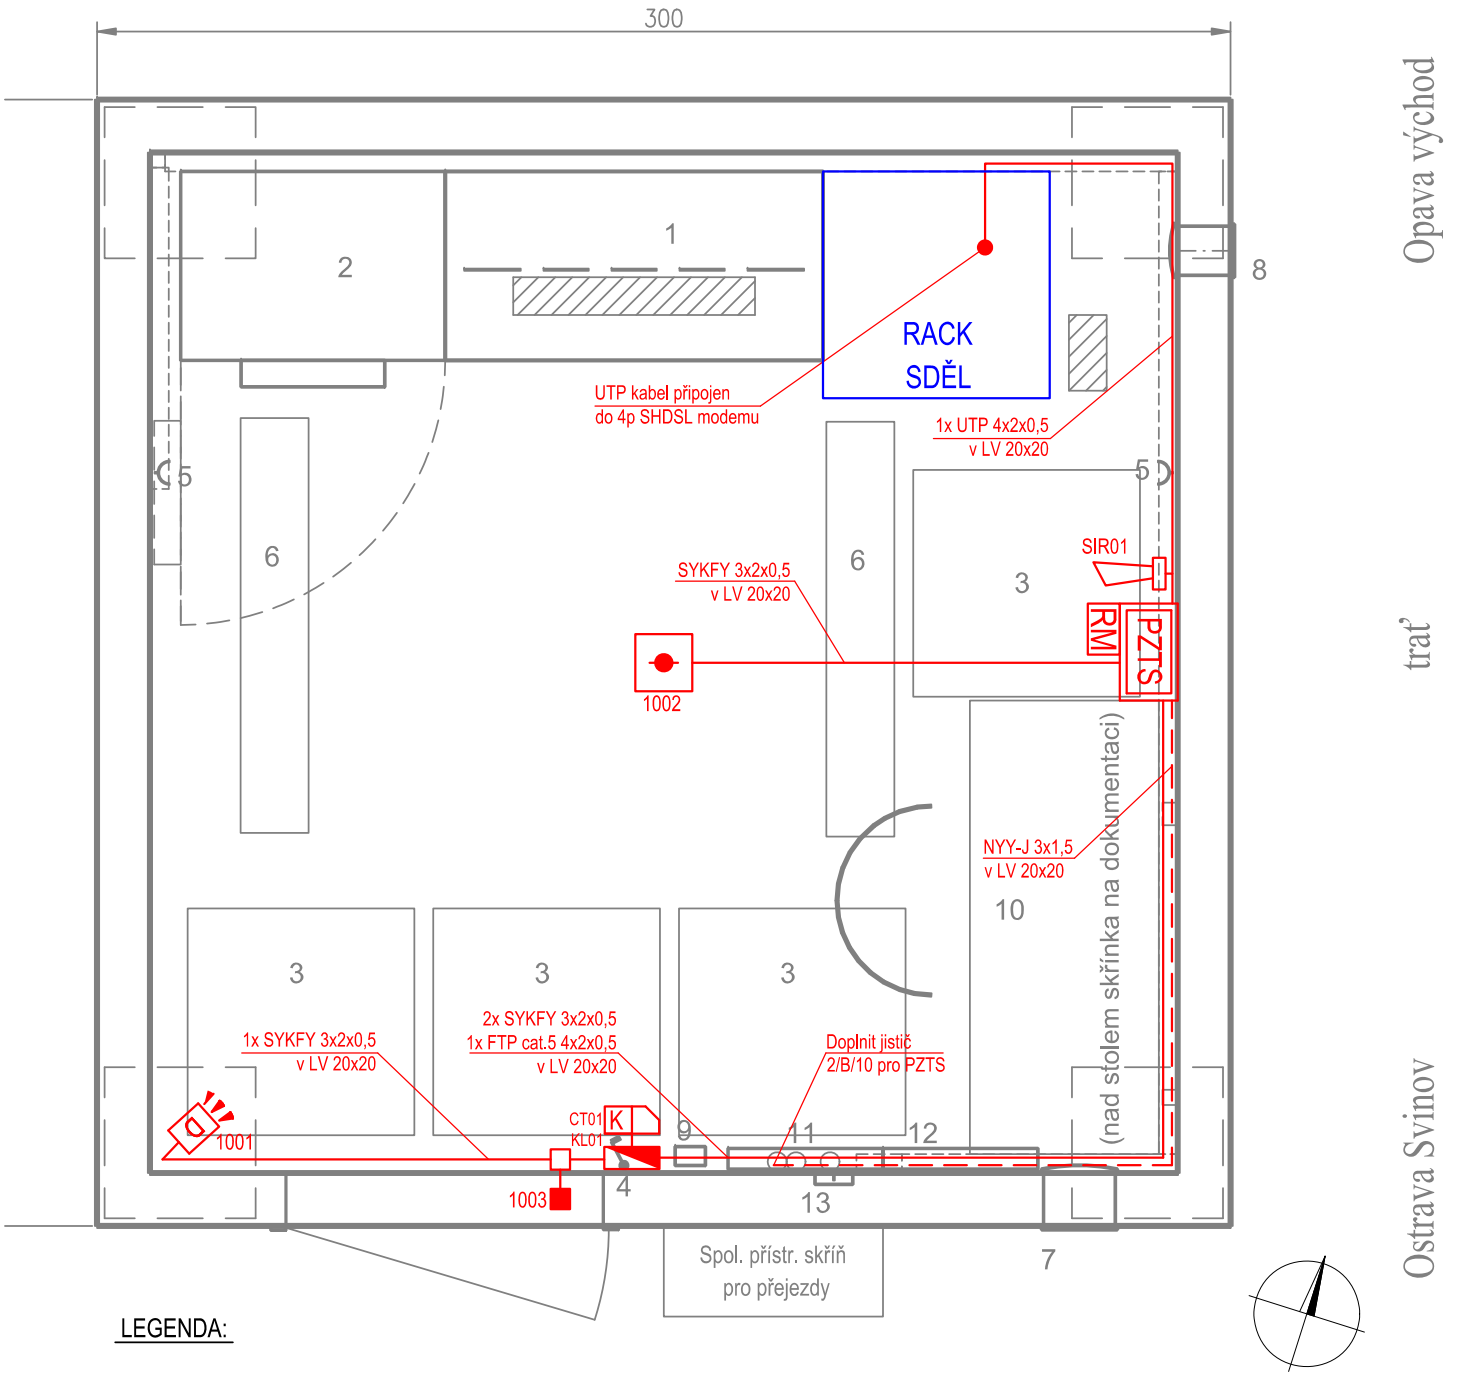 300
Opava východ
1
2
8
RACK
SDĚL
UTP kabel připojen
do 4p SHDSL modemu
1x UTP 4x2x0,5
v LV 20x20
5
5
SIR01
6
6
3
SYKFY 3x2x0,5
v LV 20x20
RM
PZTS
trať
1002
(nad stolem skřínka na dokumentaci)
NYY-J 3x1,5
v LV 20x20
10
3
3
3
1x SYKFY 3x2x0,5
v LV 20x20
2x SYKFY 3x2x0,5
1x FTP cat.5 4x2x0,5
v LV 20x20
Doplnit jistič
2/B/10 pro PZTS
Ostrava Svinov
D
1001
CT01
K
KL01
9
11
12
4
1003
13
Spol. přístr. skříň
pro přejezdy
7
LEGENDA: